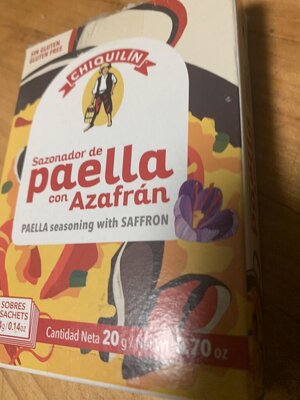 SIN GLUTEN
GLUTEN FREE
CHIQUILÍN
Sazonador de
paella
con Azafrán
PAELLA seasoning with SAFFRON
SOBRES
SACHETS
g/0.14oz
Cantidad Neta 20 g 0.70 oz